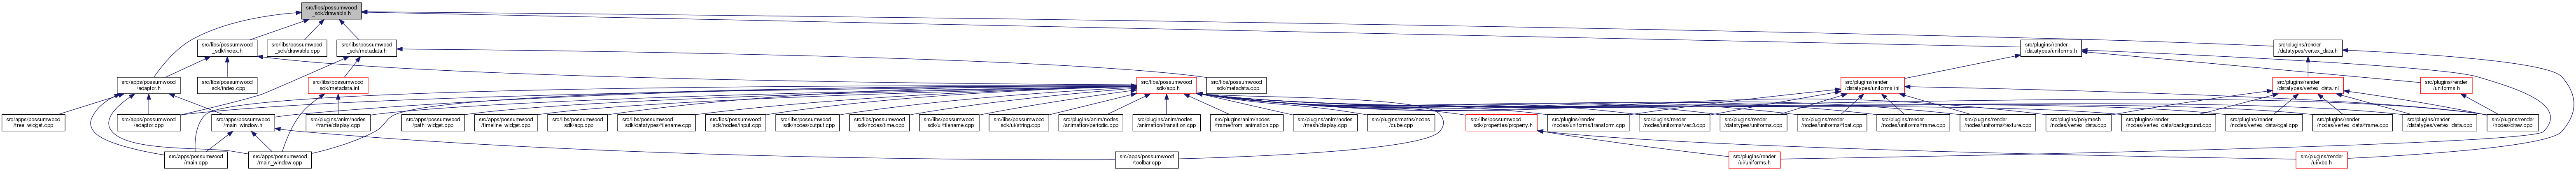 src/libs/possumwood
_sdk/drawable.h
src/libs/possumwood
_sdk/index.h
src/libs/possumwood
_sdk/drawable.cpp
src/libs/possumwood
_sdk/metadata.h
src/plugins/render
/datatypes/uniforms.h
src/plugins/render
/datatypes/vertex_data.h
src/apps/possumwood
/adaptor.h
src/libs/possumwood
_sdk/index.cpp
src/libs/possumwood
_sdk/metadata.inl
src/libs/possumwood
_sdk/app.h
src/libs/possumwood
_sdk/metadata.cpp
src/plugins/render
/datatypes/uniforms.inl
src/plugins/render
/datatypes/vertex_data.inl
src/plugins/render
/uniforms.h
src/apps/possumwood
/tree_widget.cpp
src/apps/possumwood
/adaptor.cpp
src/apps/possumwood
/main_window.h
src/plugins/anim/nodes
/frame/display.cpp
src/apps/possumwood
/path_widget.cpp
src/apps/possumwood
/timeline_widget.cpp
src/libs/possumwood
_sdk/app.cpp
src/libs/possumwood
_sdk/datatypes/filename.cpp
src/libs/possumwood
_sdk/nodes/input.cpp
src/libs/possumwood
_sdk/nodes/output.cpp
src/libs/possumwood
_sdk/nodes/time.cpp
src/libs/possumwood
_sdk/ui/filename.cpp
src/libs/possumwood
_sdk/ui/string.cpp
src/plugins/anim/nodes
/animation/periodic.cpp
src/plugins/anim/nodes
/animation/transition.cpp
src/plugins/anim/nodes
/frame/from_animation.cpp
src/plugins/anim/nodes
/mesh/display.cpp
src/plugins/maths/nodes
/cube.cpp
src/libs/possumwood
_sdk/properties/property.h
src/plugins/render
/nodes/uniforms/transform.cpp
src/plugins/render
/nodes/uniforms/vec3.cpp
src/plugins/render
/datatypes/uniforms.cpp
src/plugins/render
/nodes/uniforms/float.cpp
src/plugins/render
/nodes/uniforms/frame.cpp
src/plugins/render
/nodes/uniforms/texture.cpp
src/plugins/polymesh
/nodes/vertex_data.cpp
src/plugins/render
/nodes/vertex_data/background.cpp
src/plugins/render
/nodes/vertex_data/cgal.cpp
src/plugins/render
/nodes/vertex_data/frame.cpp
src/plugins/render
/datatypes/vertex_data.cpp
src/plugins/render
/nodes/draw.cpp
src/apps/possumwood
/main.cpp
src/apps/possumwood
/main_window.cpp
src/apps/possumwood
/toolbar.cpp
src/plugins/render
/ui/uniforms.h
src/plugins/render
/ui/vbo.h